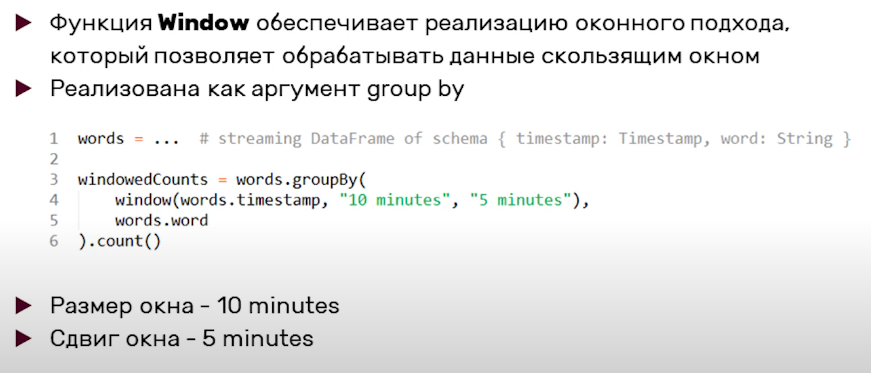 ▶ Функция Window обеспечивает реализацию оконного подхода,
который позволяет обрабатывать данные скользящим окном
▶ Реализована как аргумент group by
1 words = ... # streaming DataFrame of schema { timestamp: Timestamp, word: String }
2
3 windowedCounts = words.groupBy(
4     window(words.timestamp, "10 minutes", "5 minutes"),
5     words.word
6 ).count()
▶ Размер окна - 10 minutes
▶ Сдвиг окна - 5 minutes